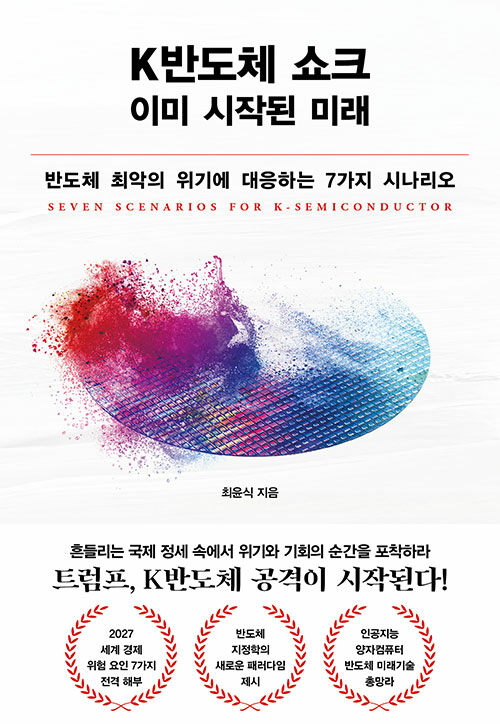 K반도체 쇼크
이미 시작된 미래
반도체 최악의 위기에 대응하는 7가지 시나리오
SEVEN SCENARIOS FOR K-SEMICONDUCTOR
최윤식 지음
흔들리는 국제 정세 속에서 위기와 기회의 순간을 포착하라
트럼프, K반도체 공격이 시작된다!
2027
세계 경제
위험 요인 7가지
전격 해부
반도체
지정학의
새로운 패러다임
제시
인공지능
양자컴퓨터
반도체 미래기술
총망라